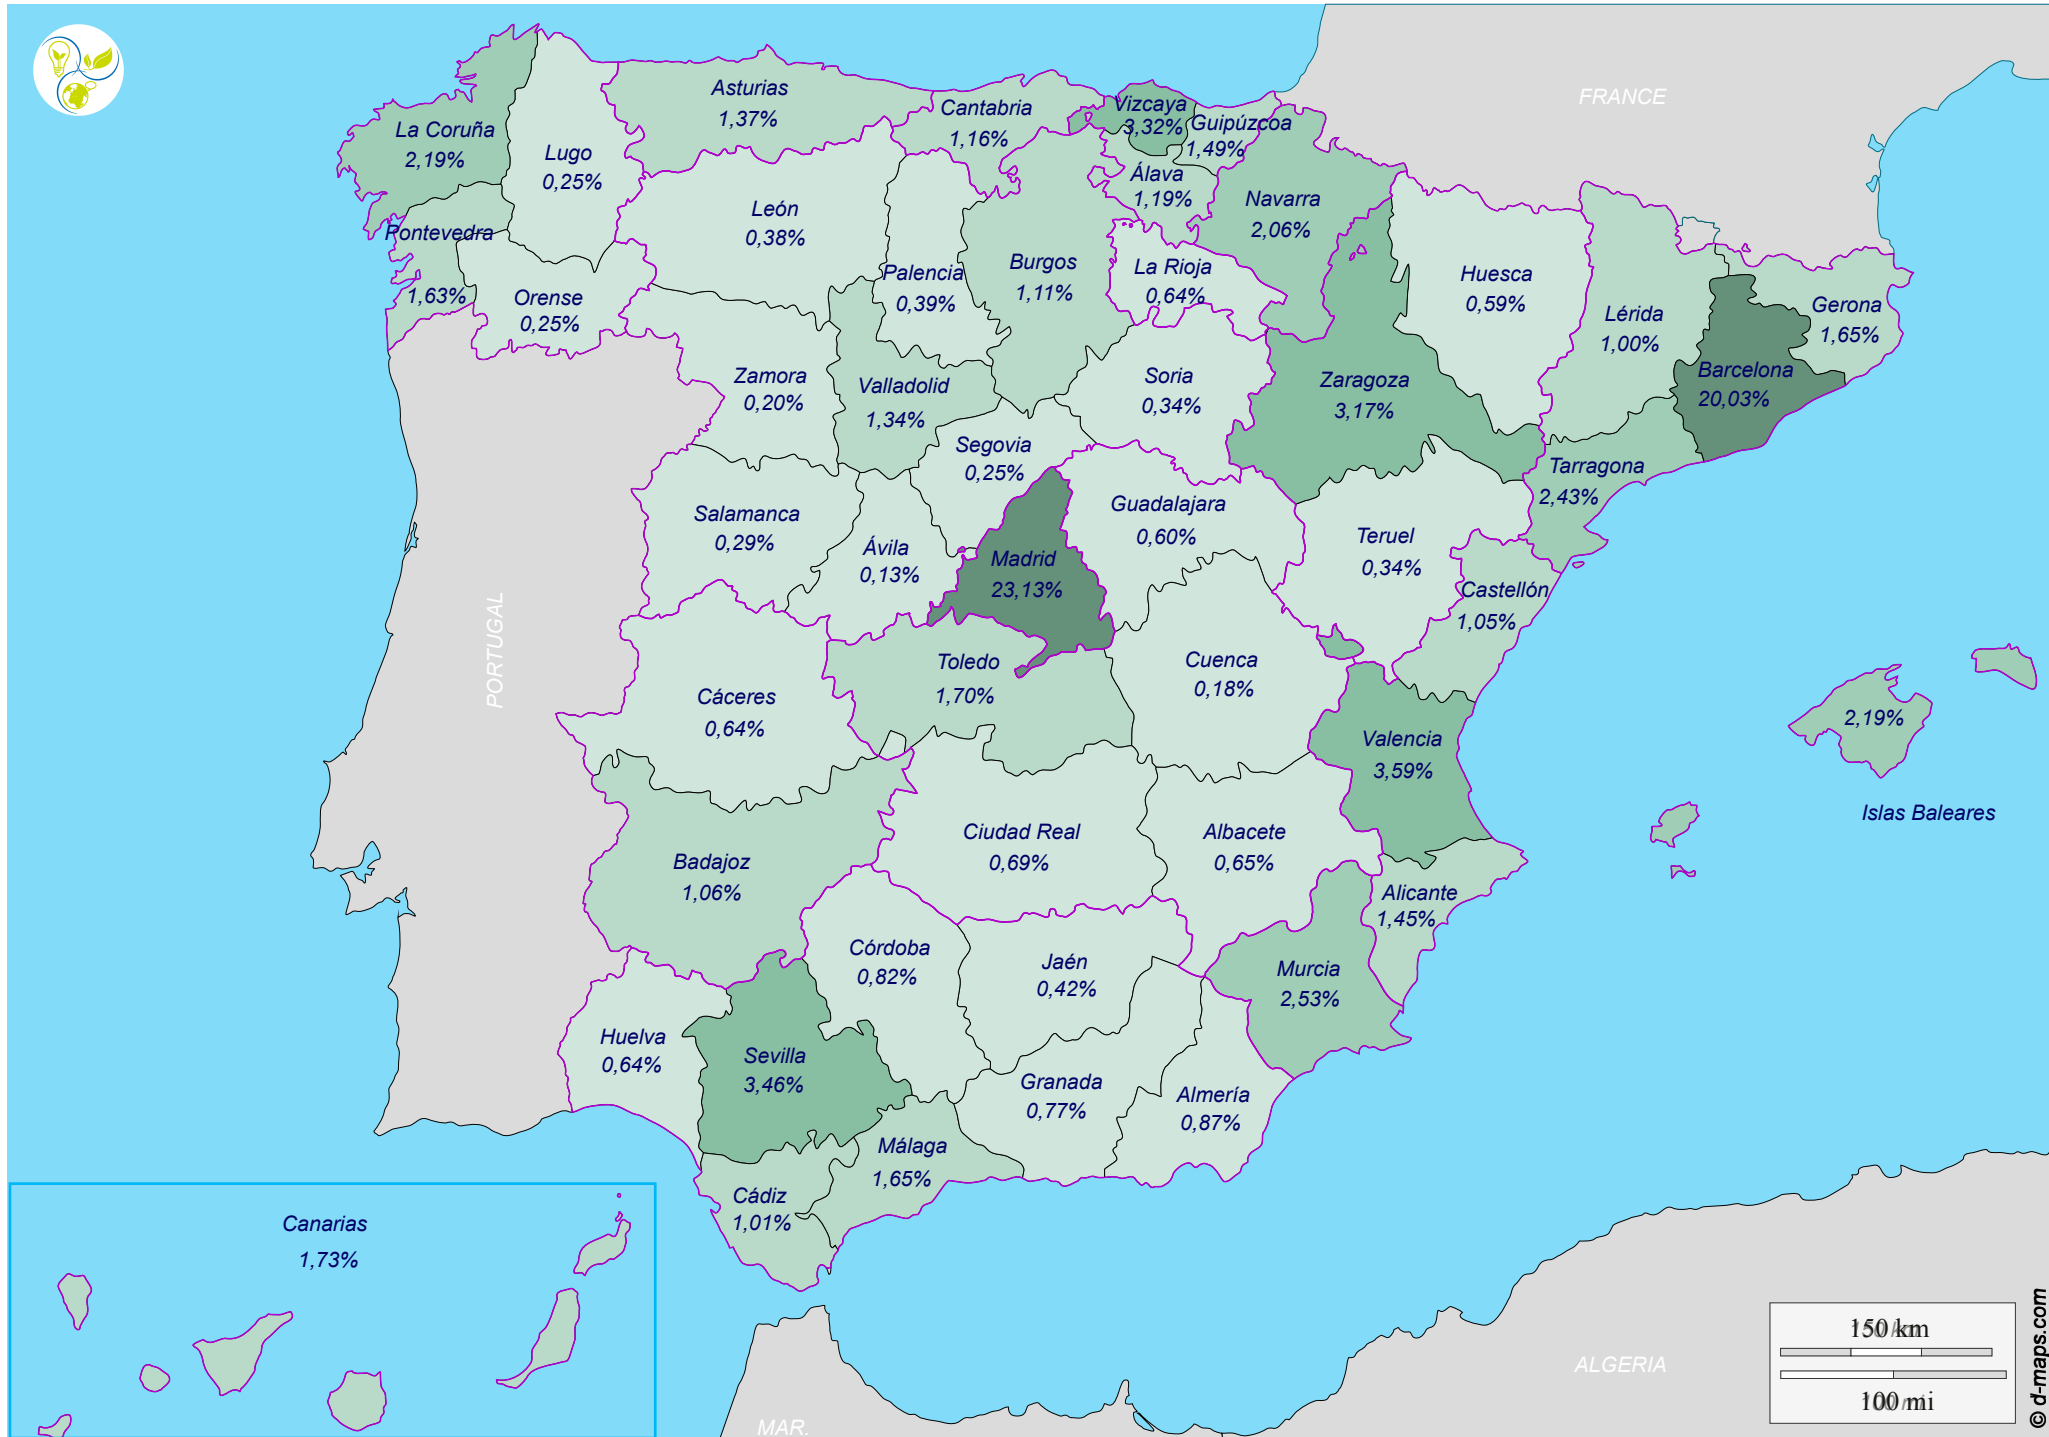 Asturias
1,37%
Cantabria
1,16%
Vizcaya
3,32%
Guipúzcoa
1,49%
FRANCE
La Coruña
2,19%
Lugo
0,25%
Álava
1,19%
León
0,38%
Navarra
2,06%
Pontevedra
1,63%
Orense
0,25%
Palencia
0,39%
Burgos
1,11%
La Rioja
0,64%
Huesca
0,59%
Lérida
1,00%
Gerona
1,65%
Zamora
0,20%
Valladolid
1,34%
Soria
0,34%
Zaragoza
3,17%
Barcelona
20,03%
Segovia
0,25%
Tarragona
2,43%
Salamanca
0,29%
Ávila
0,13%
Madrid
23,13%
Guadalajara
0,60%
Teruel
0,34%
Castellón
1,05%
PORTUGAL
Cáceres
0,64%
Toledo
1,70%
Cuenca
0,18%
Valencia
3,59%
2,19%
Islas Baleares
Badajoz
1,06%
Ciudad Real
0,69%
Albacete
0,65%
Alicante
1,45%
Córdoba
0,82%
Jaén
0,42%
Murcia
2,53%
Huelva
0,64%
Sevilla
3,46%
Granada
0,77%
Almería
0,87%
Málaga
1,65%
Cádiz
1,01%
Canarias
1,73%
ALGERIA
MAR.
150 km
100 mi
© d-maps.com